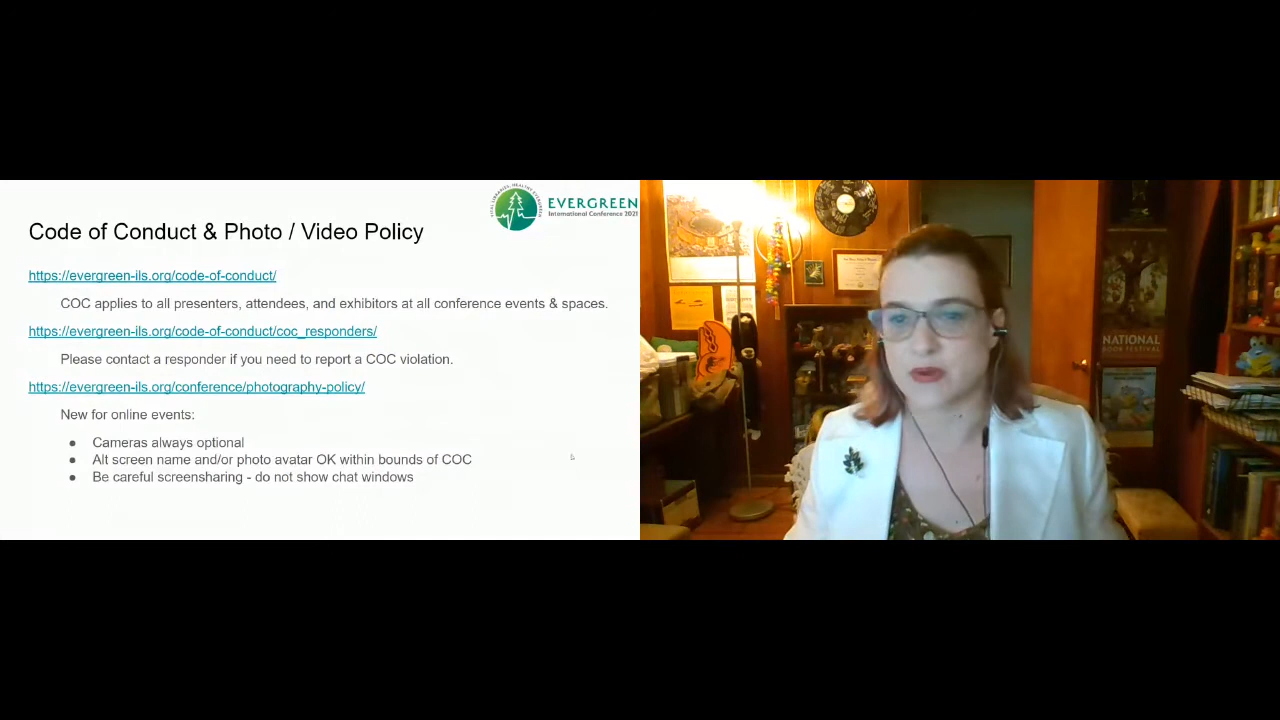 EVERGREEN
International Conference 2021
Code of Conduct & Photo / Video Policy
https://evergreen-ils.org/code-of-conduct/
COC applies to all presenters, attendees, and exhibitors at all conference events & spaces.
https://evergreen-ils.org/code-of-conduct/coc_responders/
Please contact a responder if you need to report a COC violation.
https://evergreen-ils.org/conference/photography-policy/
New for online events:
● Cameras always optional
● Alt screen name and/or photo avatar OK within bounds of COC
● Be careful screensharing - do not show chat windows
NATIONAL
BOOK FESTIVAL